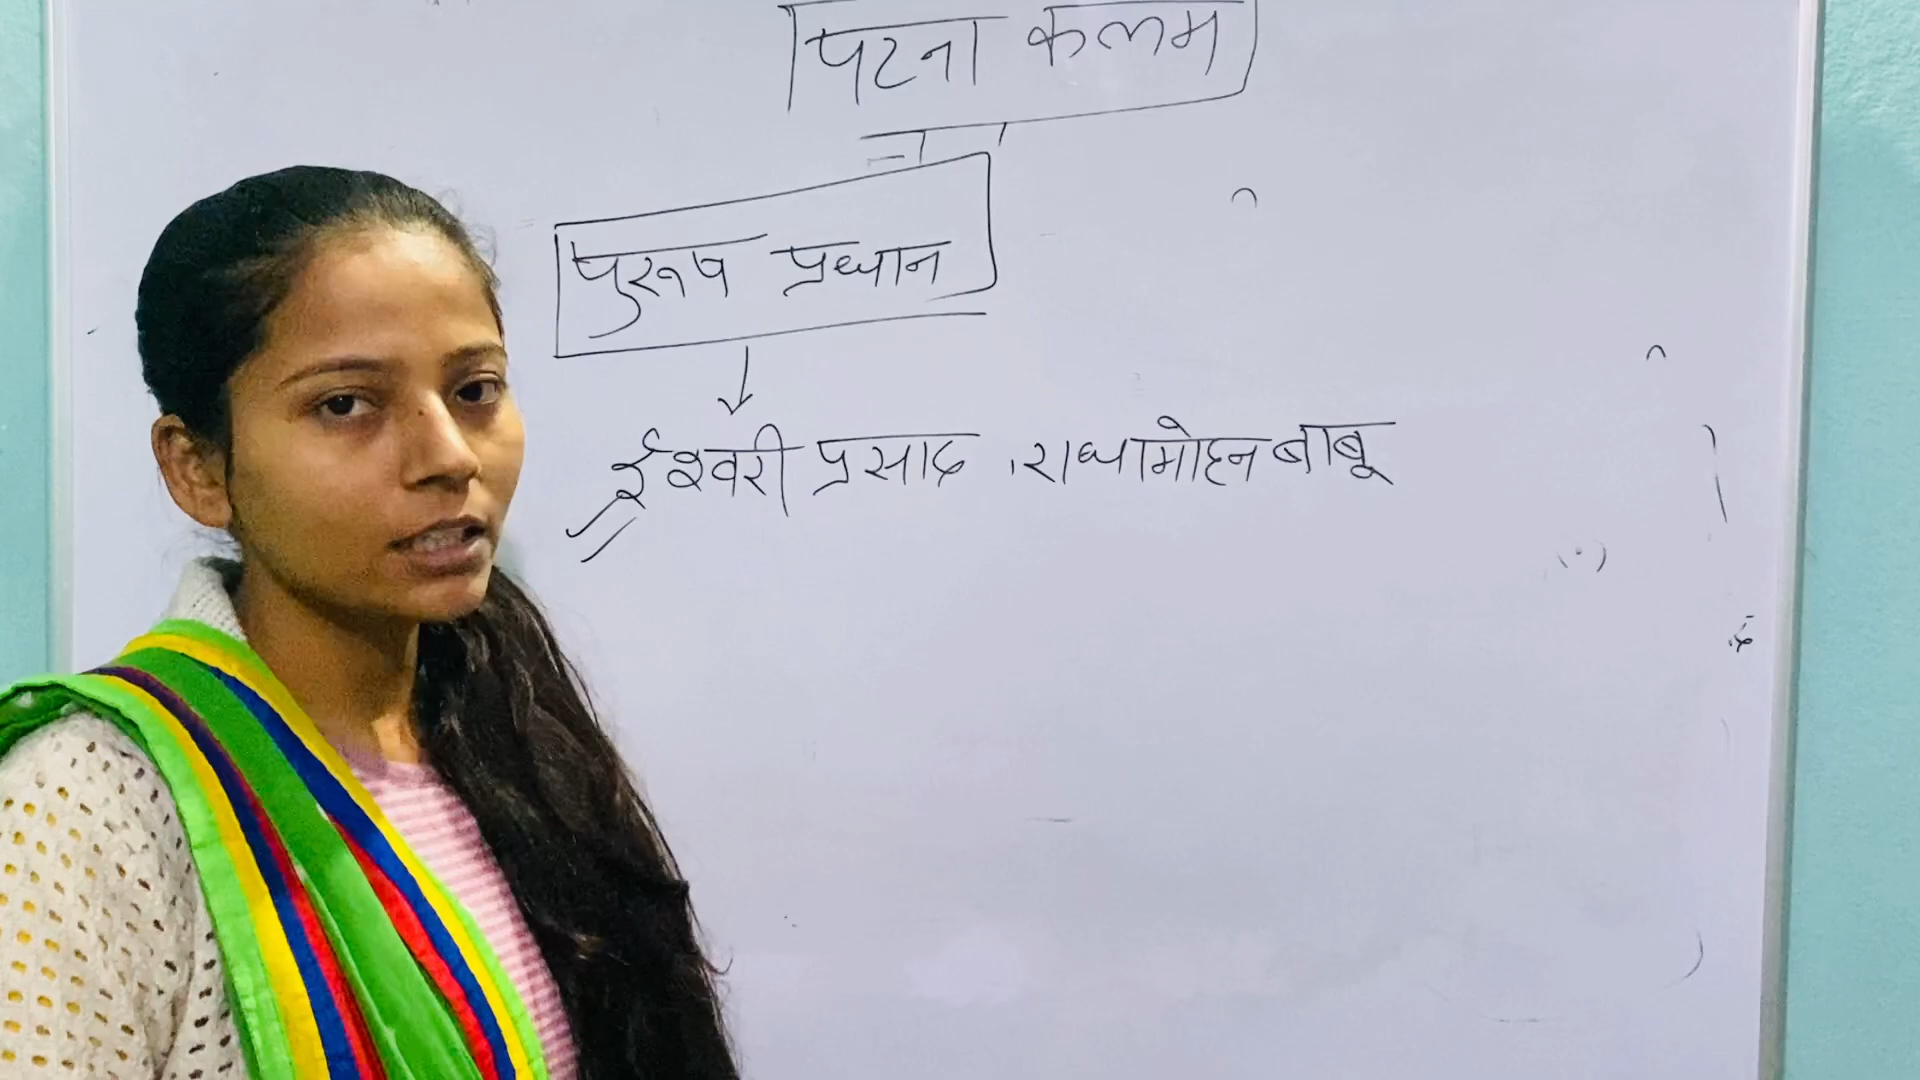 पटना कलम
पुरूष प्रधान
ईश्वरी प्रसाद , राधामोहन बाबू